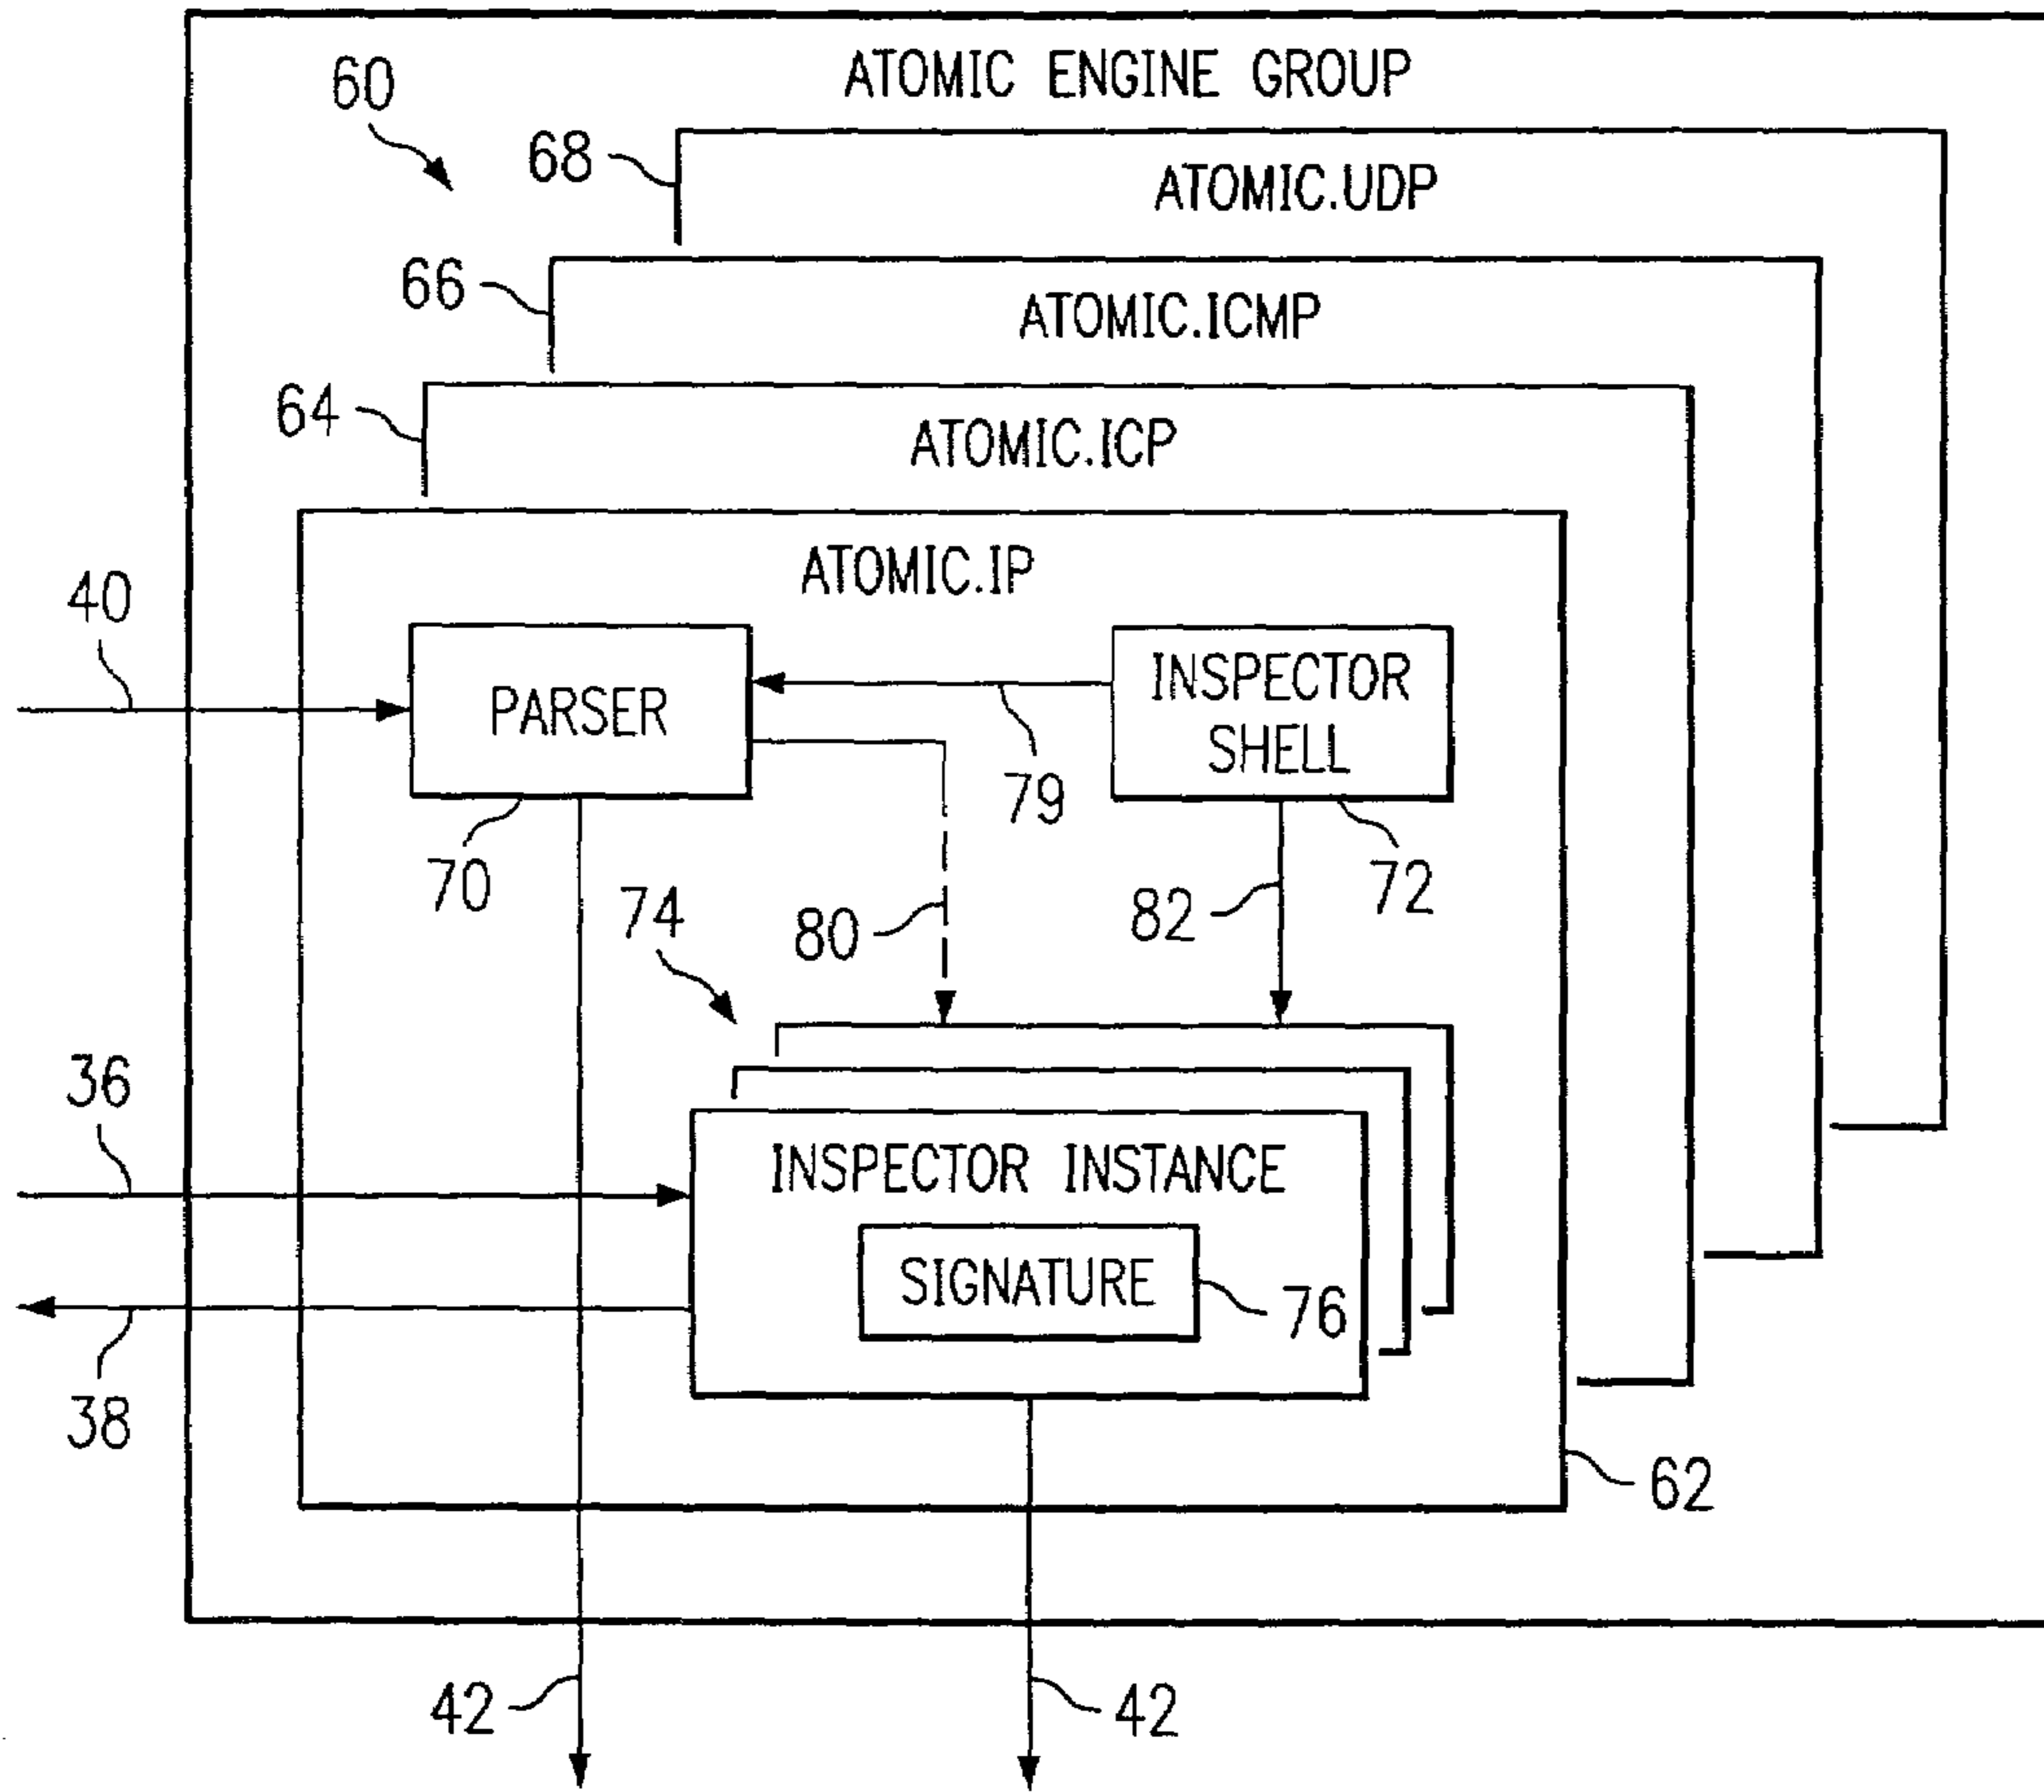 ATOMIC ENGINE GROUP
60
68
ATOMIC.UDP
66
ATOMIC.ICMP
64
ATOMIC.ICP
ATOMIC.IP
40
PARSER
INSPECTOR
SHELL
79
70
74
80
82
72
36
INSPECTOR INSTANCE
SIGNATURE
76
38
62
42
42